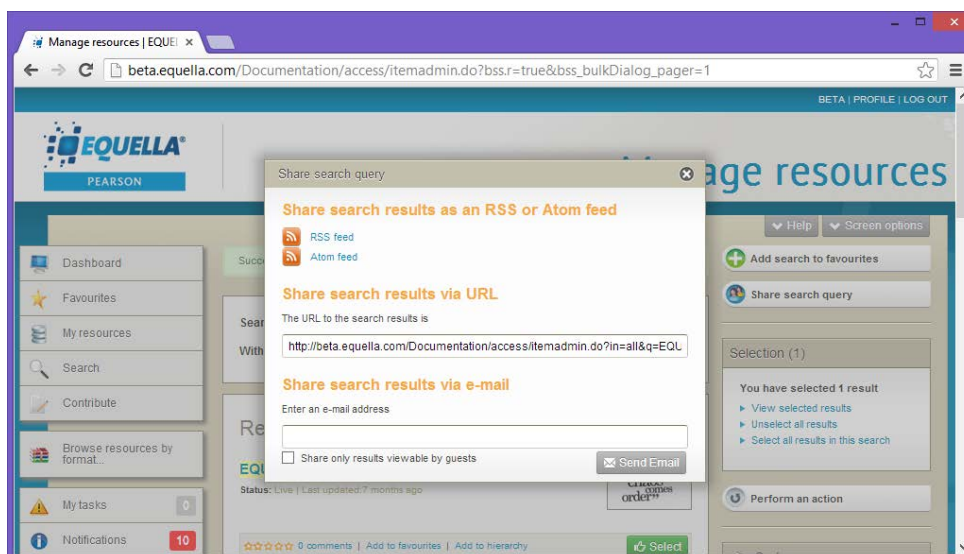 Manage resources | EQUE
beta.equella.com/Documentation/access/itemadmin.do?bss.r=true&bss_bulkDialog_pager=1
BETA | PROFILE | LOG OUT
EQUELLA®
PEARSON
age resources
Help
Screen options
Share search query
Share search results as an RSS or Atom feed
RSS feed
Atom feed
Share search results via URL
The URL to the search results is
http://beta.equella.com/Documentation/access/itemadmin.do?in=all&q=EQU
Share search results via e-mail
Enter an e-mail address
Share only results viewable by guests
Send Email
Dashboard
Favourites
My resources
Search
Contribute
Browse resources by
format...
My tasks 0
Notifications 10
Succ
Sear
With
Re
EQU
Status: Live | Last updated: 7 months ago
comes
order"
0 comments | Add to favourites | Add to hierarchy
Select
Add search to favourites
Share search query
Selection (1)
You have selected 1 result
View selected results
Unselect all results
Select all results in this search
Perform an action